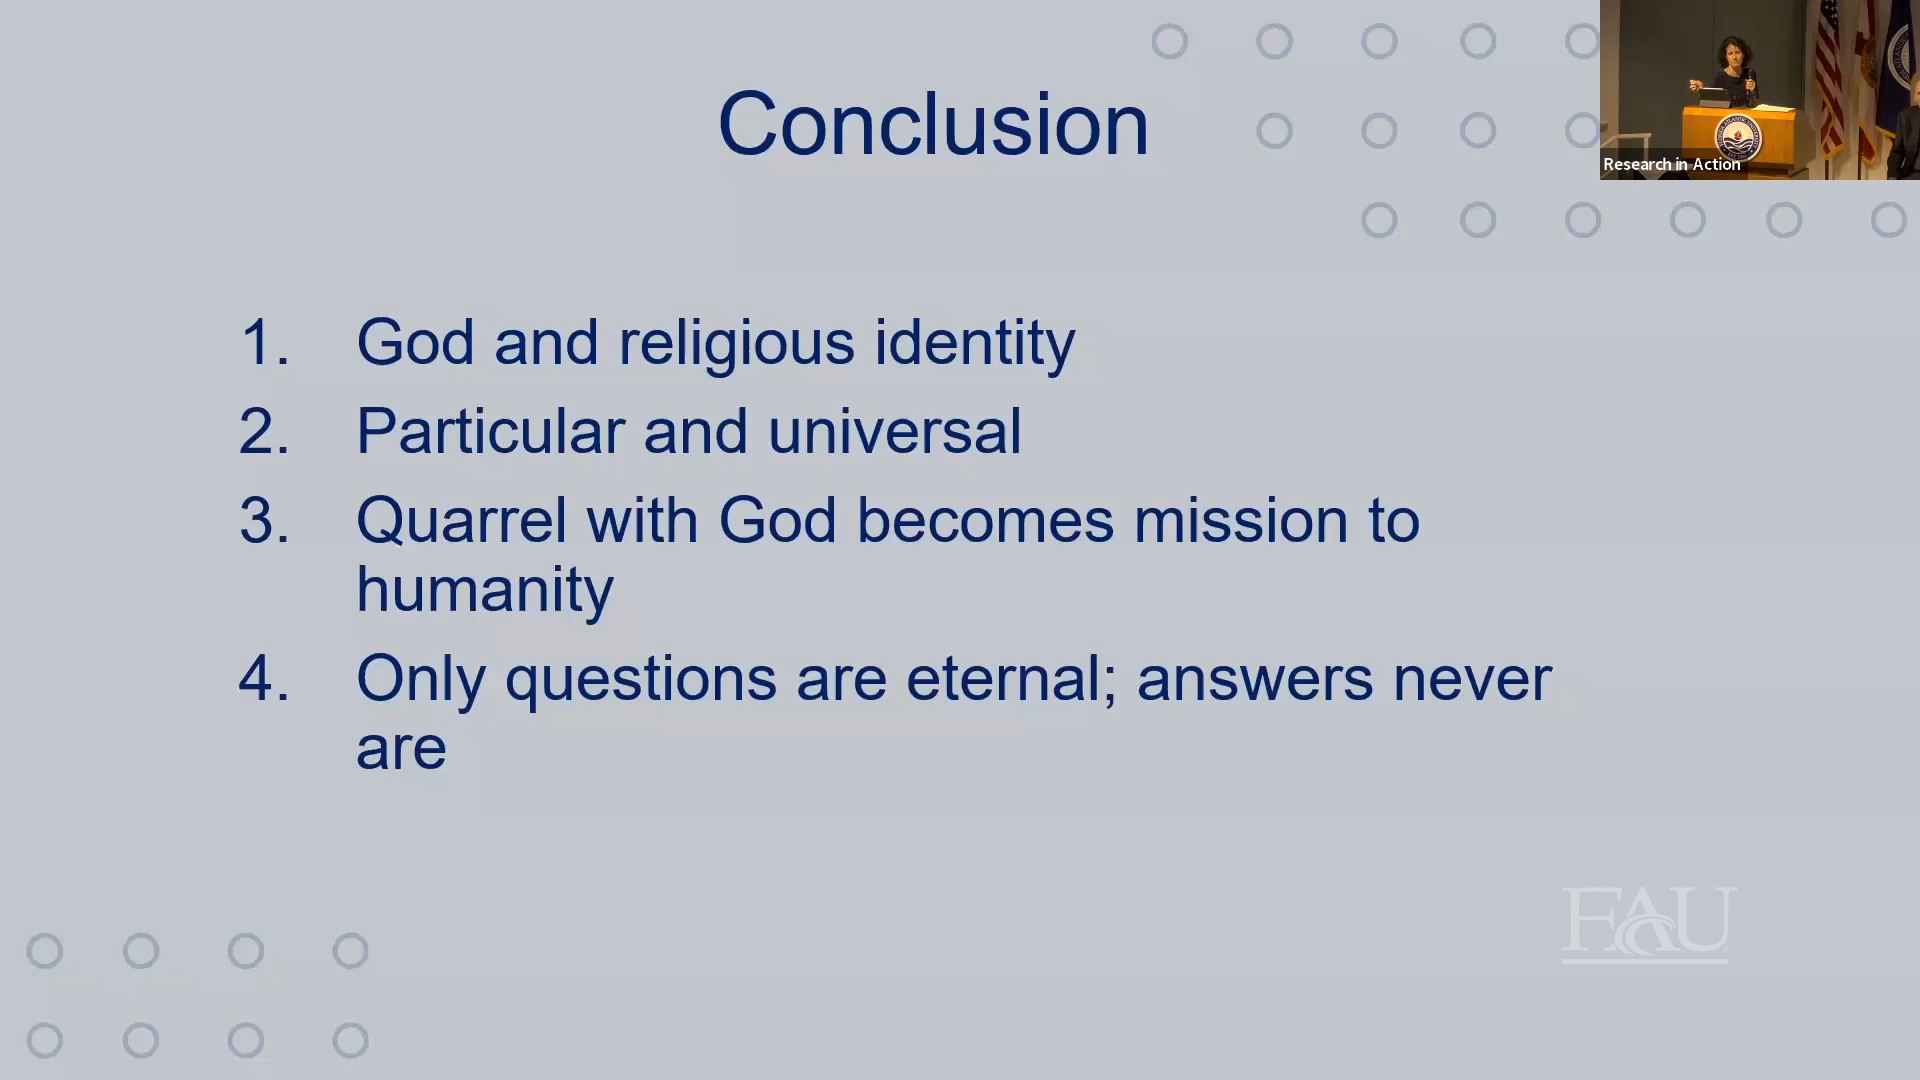 Conclusion
Research in Action
1. God and religious identity
2. Particular and universal
3. Quarrel with God becomes mission to
humanity
4. Only questions are eternal; answers never
are
FAU